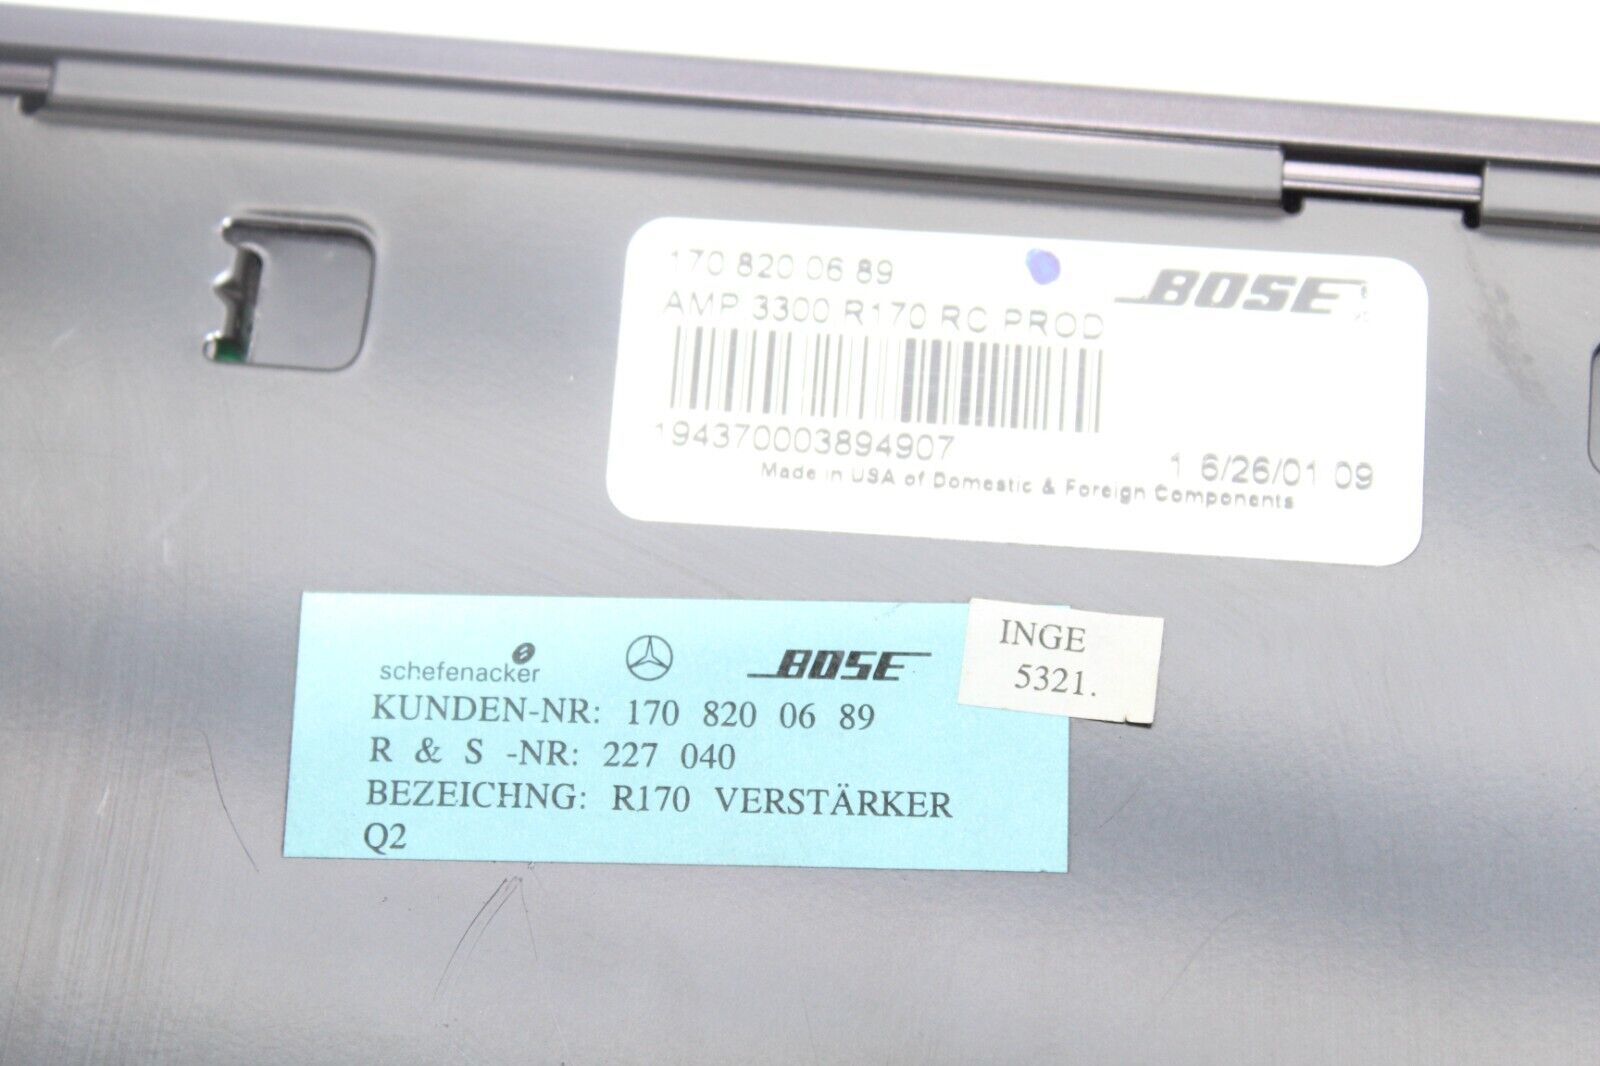 170 820 06 89
BOSE
AMP 3300 R170 RC PROD
194370003894907
1 6/26/01 09
Made in USA of Domestic & Foreign Components
schefenacker
BOSE
INGE
5321.
KUNDEN-NR: 170 820 06 89
R & S -NR: 227 040
BEZEICHNG: R170 VERSTÄRKER
Q2